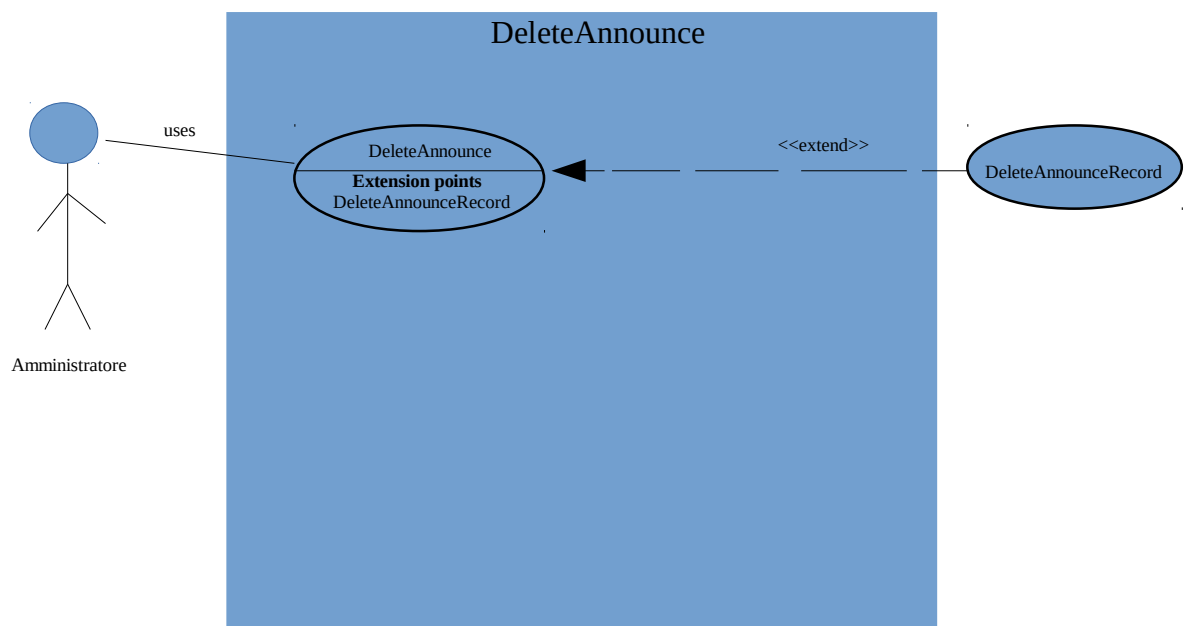 DeleteAnnounce
uses
DeleteAnnounce
Extension points
DeleteAnnounceRecord
<<extend>>
DeleteAnnounceRecord
Amministratore